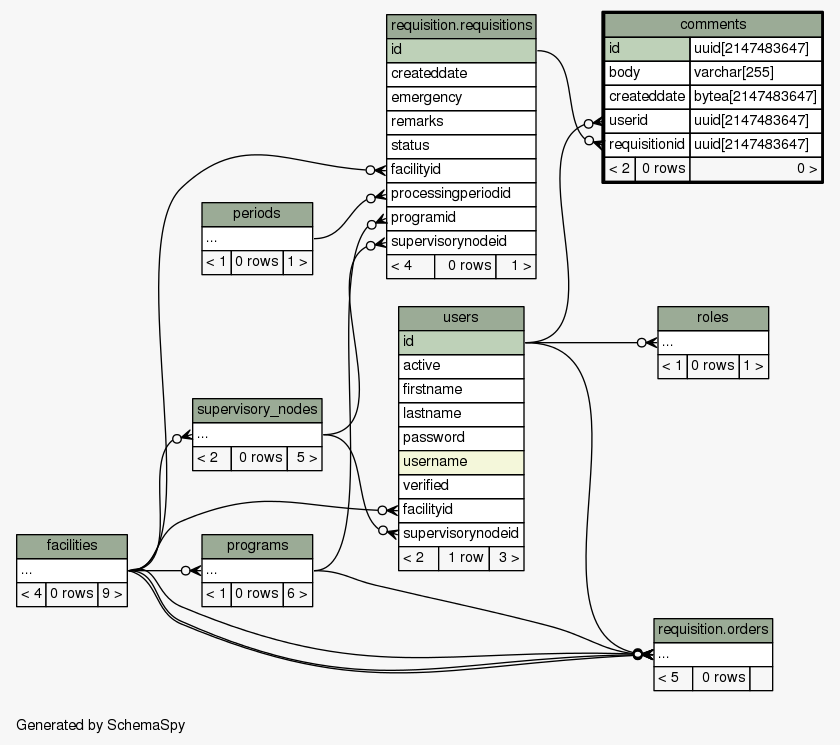 requisition.requisitions
id
createddate
emergency
remarks
status
facilityid
processingperiodid
programid
supervisorynodeid
< 4 0 rows 1 >
comments
id uuid[2147483647]
body varchar[255]
createddate bytea[2147483647]
userid uuid[2147483647]
requisitionid uuid[2147483647]
< 2 0 rows 0 >
periods
...
< 1 0 rows 1 >
users
id
active
firstname
lastname
password
username
verified
facilityid
supervisorynodeid
< 2 1 row 3 >
roles
...
< 1 0 rows 1 >
supervisory_nodes
...
< 2 0 rows 5 >
facilities
...
< 4 0 rows 9 >
programs
...
< 1 0 rows 6 >
requisition.orders
...
< 5 0 rows
Generated by SchemaSpy